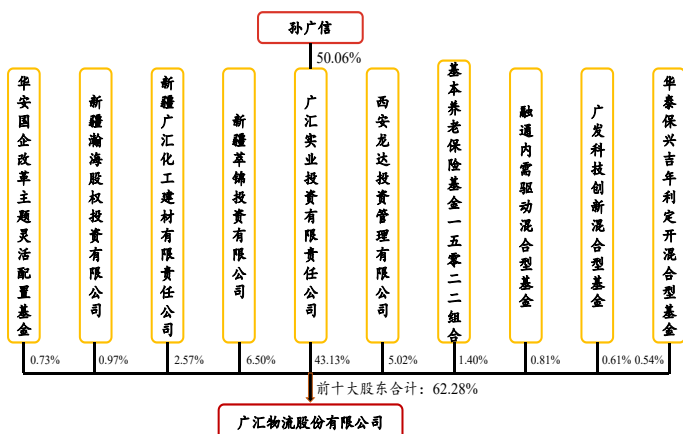 孙广信
50.06%
华安国企改革主题灵活配置基金
新疆瀚海股权投资有限公司
新疆广汇化工建材有限责任公司
新疆萃锦投资有限公司
广汇实业投资有限责任公司
西安龙达投资管理有限公司
基本养老保险基金一五零二二组合
融通内需驱动混合型基金
广发科技创新混合型基金
华泰保兴吉年利定开混合型基金
0.73%
0.97%
2.57%
6.50%
43.13%
5.02%
1.40%
0.81%
0.61%
0.54%
前十大股东合计：62.28%
广汇物流股份有限公司